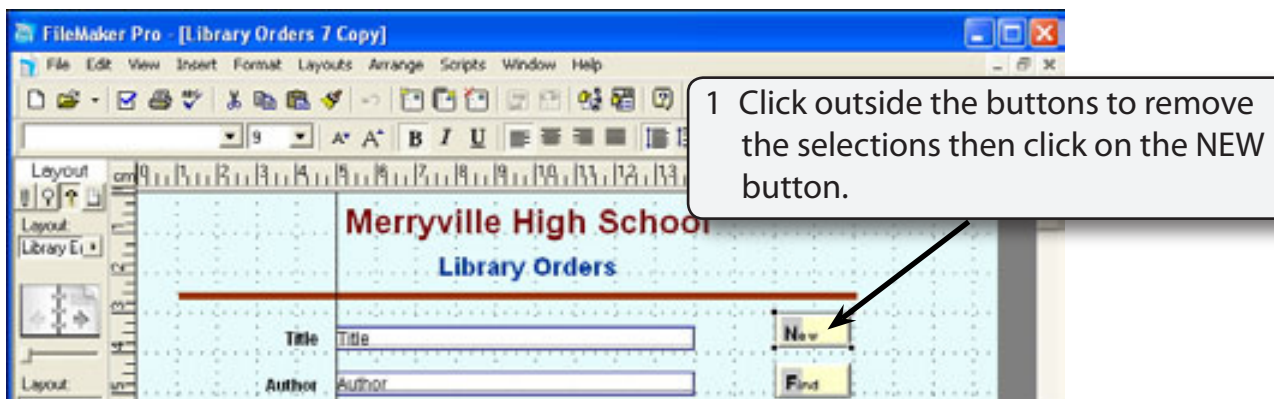 FileMaker Pro - [Library Orders 7 Copy]
File Edit View Insert Format Layouts Arrange Scripts Window Help
9
B I U
1 Click outside the buttons to remove
the selections then click on the NEW
button.
Layout
cm
Merryville High School
Layout:
Library Orders
Title Title
New
Layout:
Author Author
Find